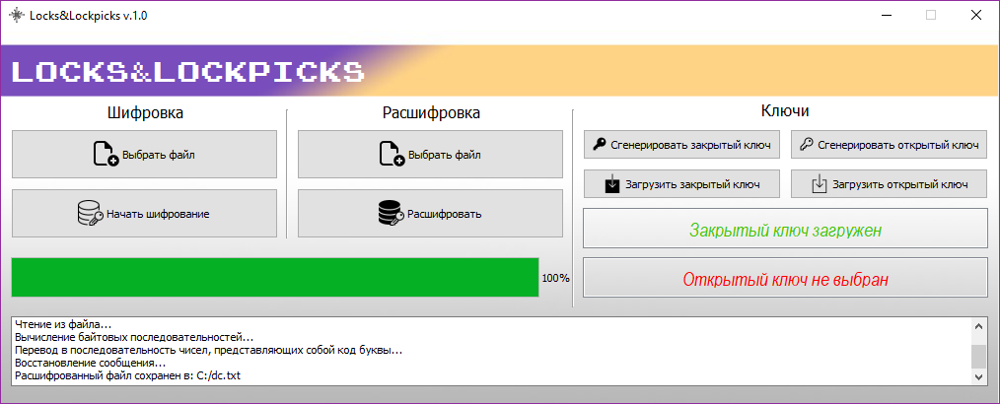 Locks&Lockpicks v.1.0
LOCKS&LOCKPICKS
Шифровка
Выбрать файл
Начать шифрование
Расшифровка
Выбрать файл
Расшифровать
Ключи
Сгенерировать закрытый ключ
Сгенерировать открытый ключ
Загрузить закрытый ключ
Загрузить открытый ключ
Закрытый ключ загружен
Открытый ключ не выбран
100%
Чтение из файла...
Вычисление байтовых последовательностей...
Перевод в последовательность чисел, представляющих собой код буквы...
Восстановление сообщения...
Расшифрованный файл сохранен в: C:/dc.txt